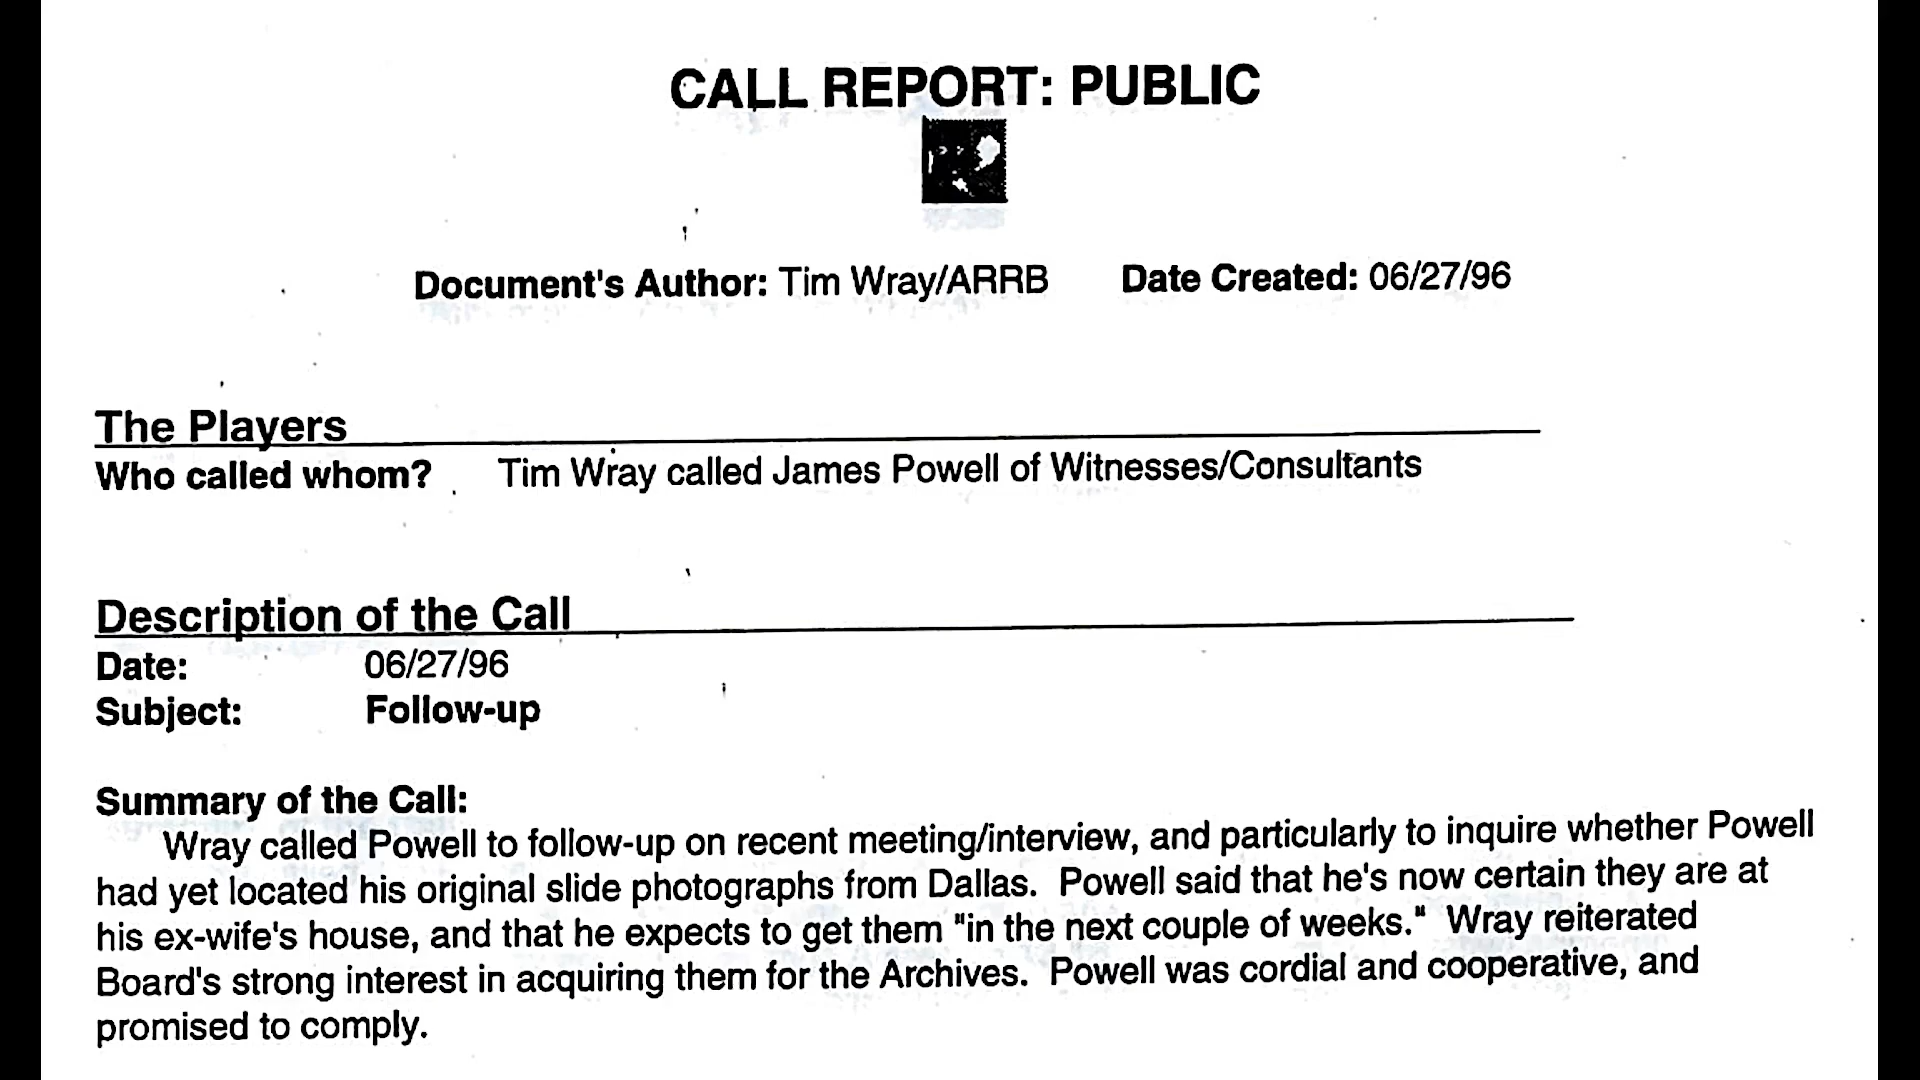 CALL REPORT: PUBLIC
Document's Author: Tim Wray/ARRB Date Created: 06/27/96
The Players
Who called whom? Tim Wray called James Powell of Witnesses/Consultants
Description of the Call
Date: 06/27/96
Subject: Follow-up
Summary of the Call:
Wray called Powell to follow-up on recent meeting/interview, and particularly to inquire whether Powell
had yet located his original slide photographs from Dallas. Powell said that he's now certain they are at
his ex-wife's house, and that he expects to get them "in the next couple of weeks." Wray reiterated
Board's strong interest in acquiring them for the Archives. Powell was cordial and cooperative, and
promised to comply.